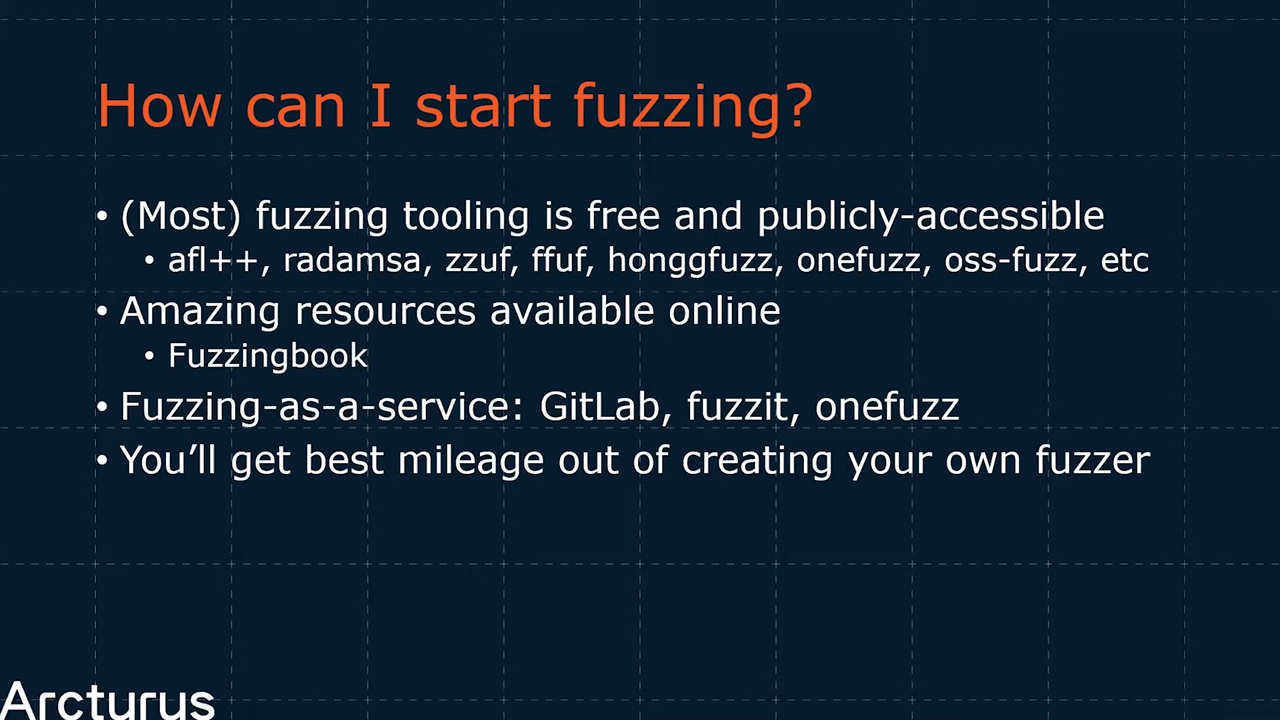 How can I start fuzzing?
• (Most) fuzzing tooling is free and publicly-accessible
• afl++, radamsa, zzuf, ffuf, honggfuzz, onefuzz, oss-fuzz, etc
• Amazing resources available online
• Fuzzingbook
• Fuzzing-as-a-service: GitLab, fuzzit, onefuzz
• You’ll get best mileage out of creating your own fuzzer
Arcturus